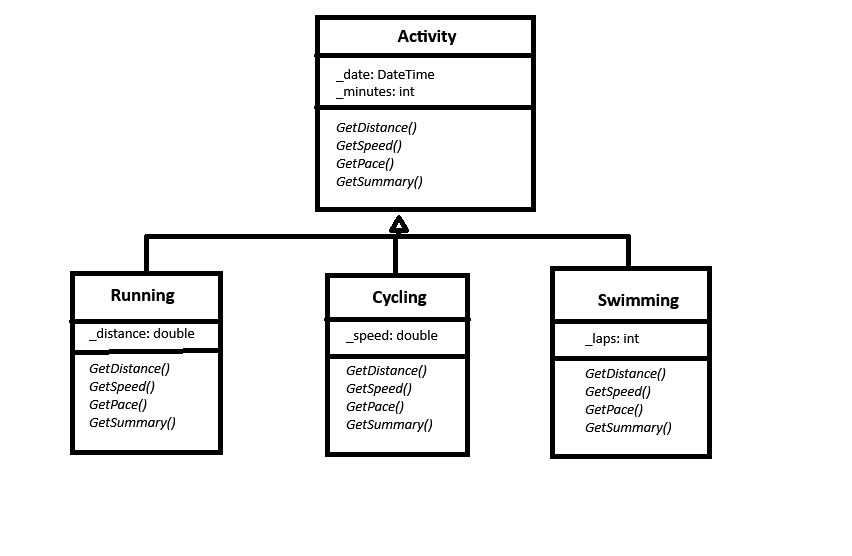 Activity
_date: DateTime
_minutes: int
GetDistance()
GetSpeed()
GetPace()
GetSummary()
Running
_distance: double
GetDistance()
GetSpeed()
GetPace()
GetSummary()
Cycling
_speed: double
GetDistance()
GetSpeed()
GetPace()
GetSummary()
Swimming
_laps: int
GetDistance()
GetSpeed()
GetPace()
GetSummary()